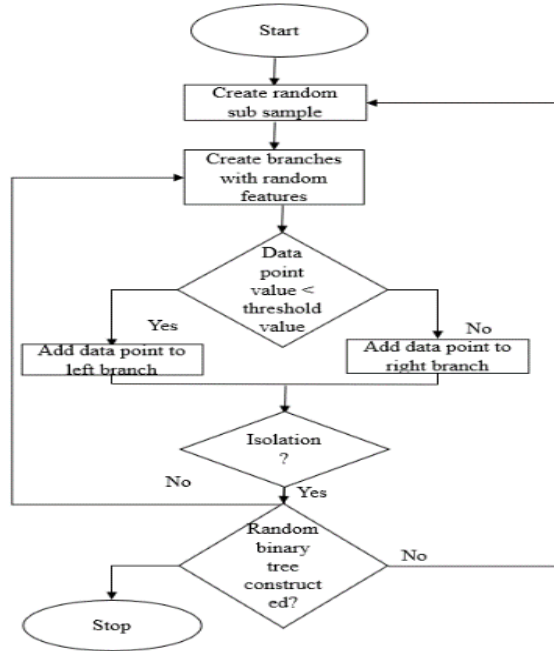 Start
Create random
sub sample
Create branches
with random
features
Data
point
value <
threshold
value
Yes
No
Add data point to
left branch
Add data point to
right branch
Isolation
?
No
Yes
Random
binary
tree
construct
ed?
No
Stop